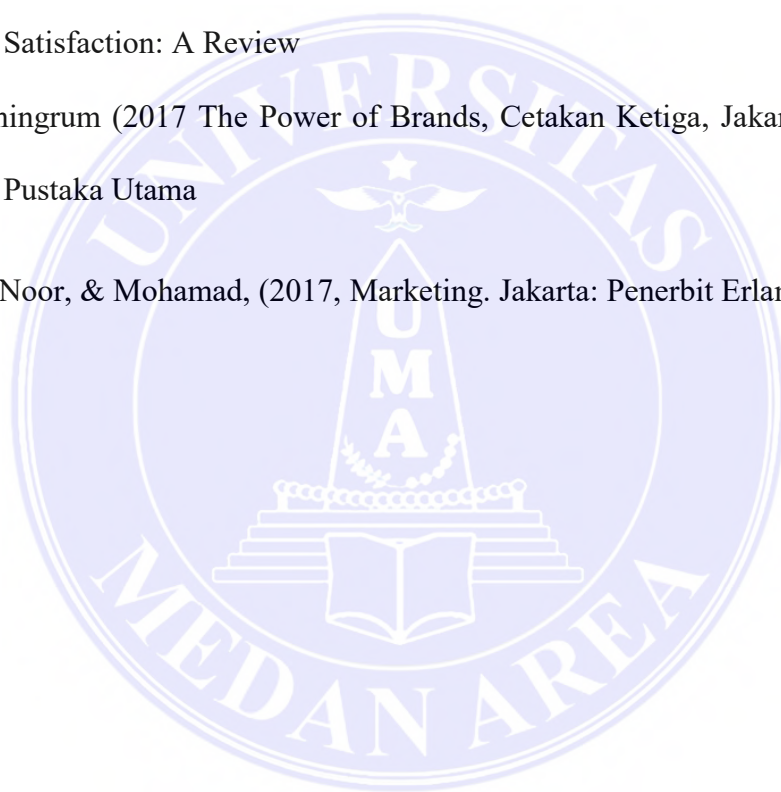 Satisfaction: A Review
ningrum (2017 The Power of Brands, Cetakan Ketiga, Jakar
Pustaka Utama
Noor, & Mohamad, (2017, Marketing. Jakarta: Penerbit Erlan
UNIVERSITAS
UMA
MEDAN AREA